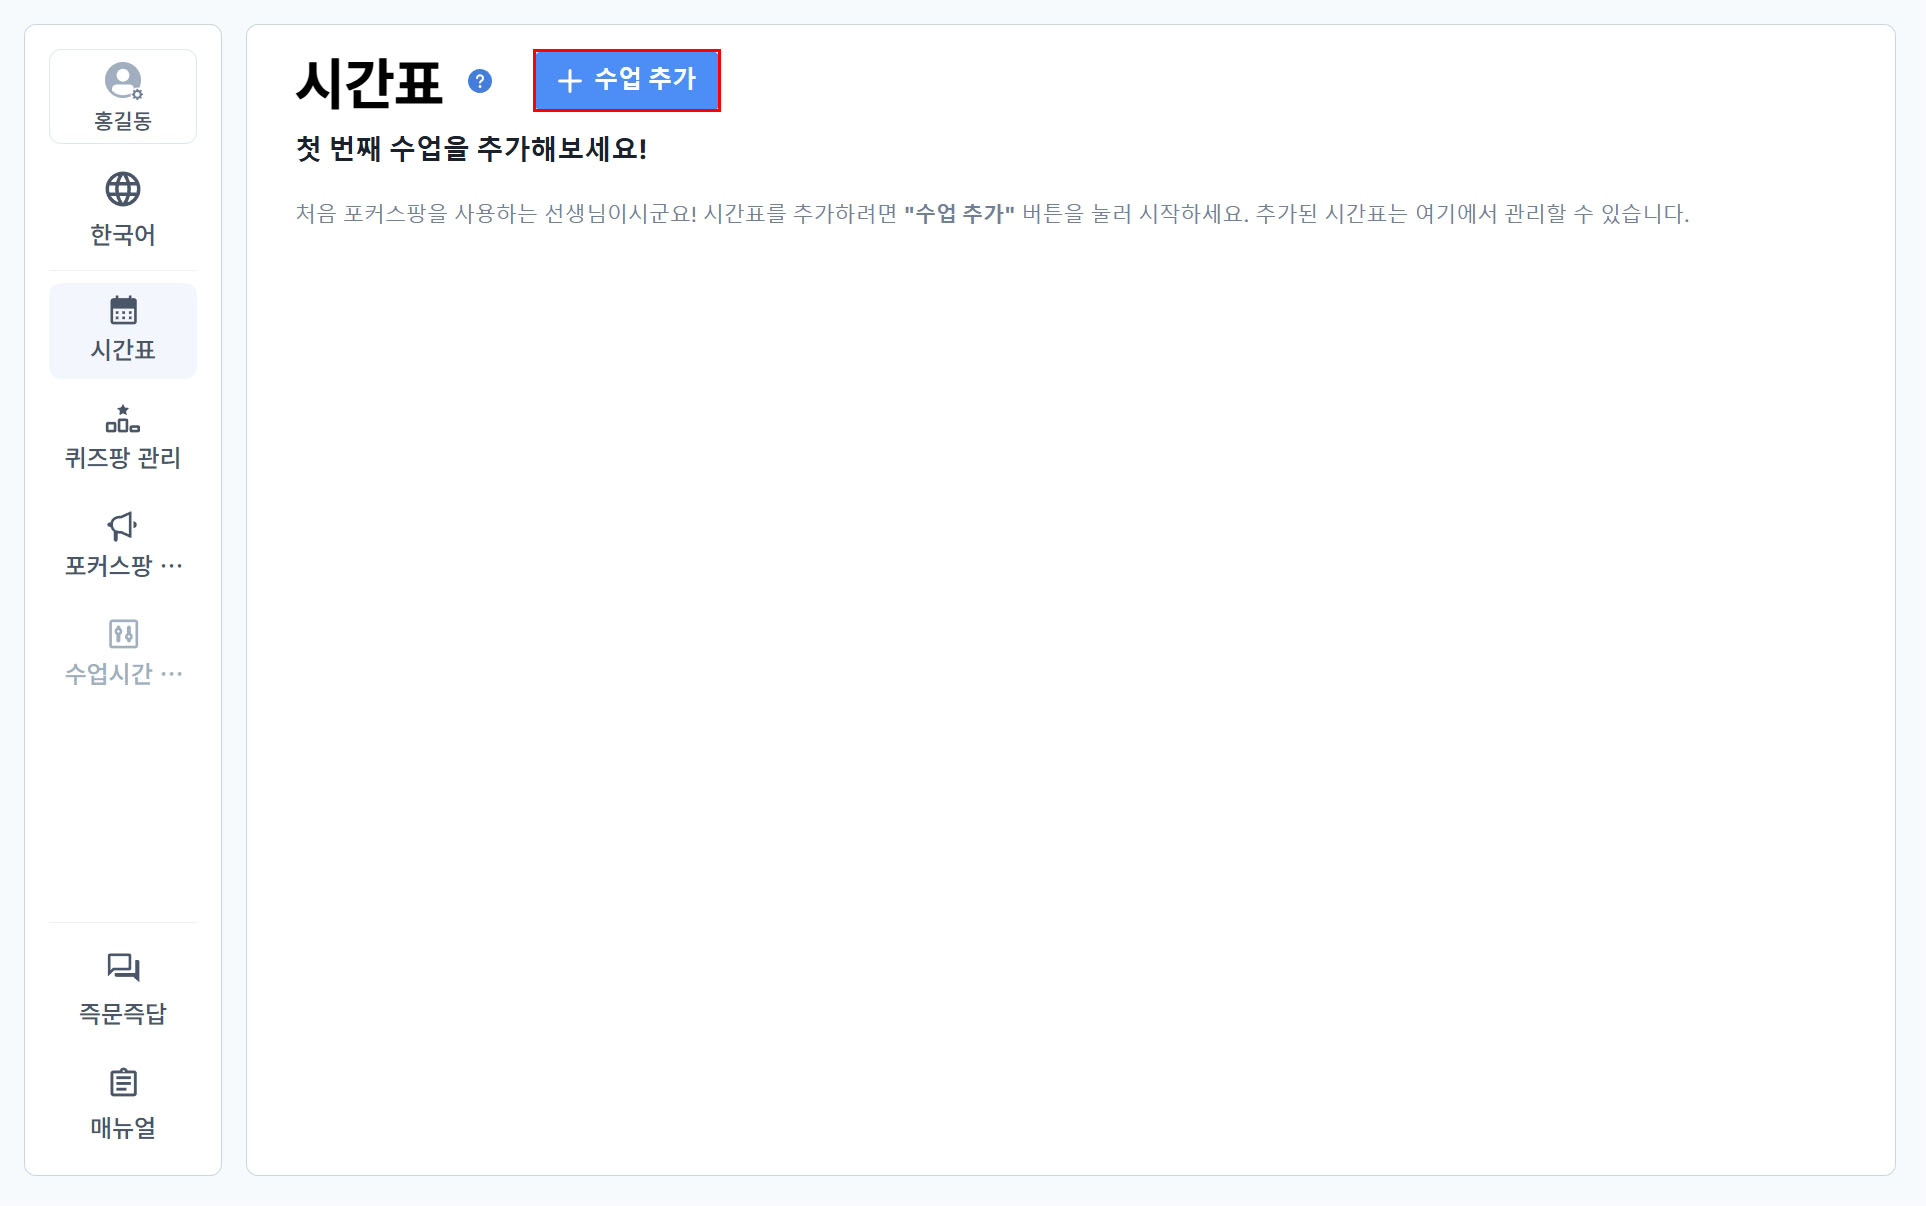 홍길동
한국어
시간표
퀴즈팡 관리
포커스팡 ···
수업시간 ···
즉문즉답
매뉴얼
시간표 ? + 수업 추가
첫 번째 수업을 추가해보세요!
처음 포커스팡을 사용하는 선생님이시군요! 시간표를 추가하려면 "수업 추가" 버튼을 눌러 시작하세요. 추가된 시간표는 여기에서 관리할 수 있습니다.